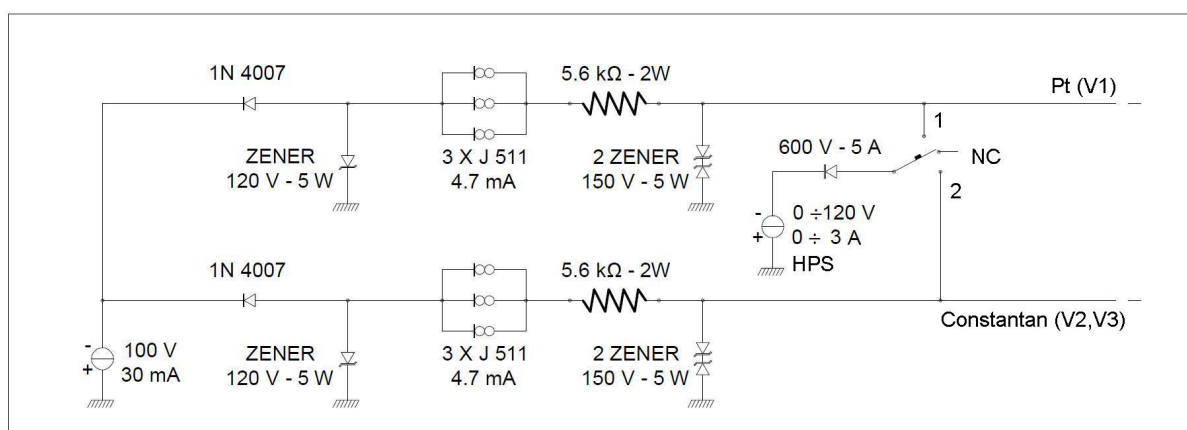 1N 4007
5.6 kΩ - 2W
Pt (V1)
1
ZENER
120 V - 5 W
3 X J 511
4.7 mA
2 ZENER
150 V - 5 W
600 V - 5 A
NC
2
-
+
0 ÷120 V
0 ÷ 3 A
HPS
1N 4007
5.6 kΩ - 2W
Constantan (V2,V3)
-
+
100 V
30 mA
ZENER
120 V - 5 W
3 X J 511
4.7 mA
2 ZENER
150 V - 5 W